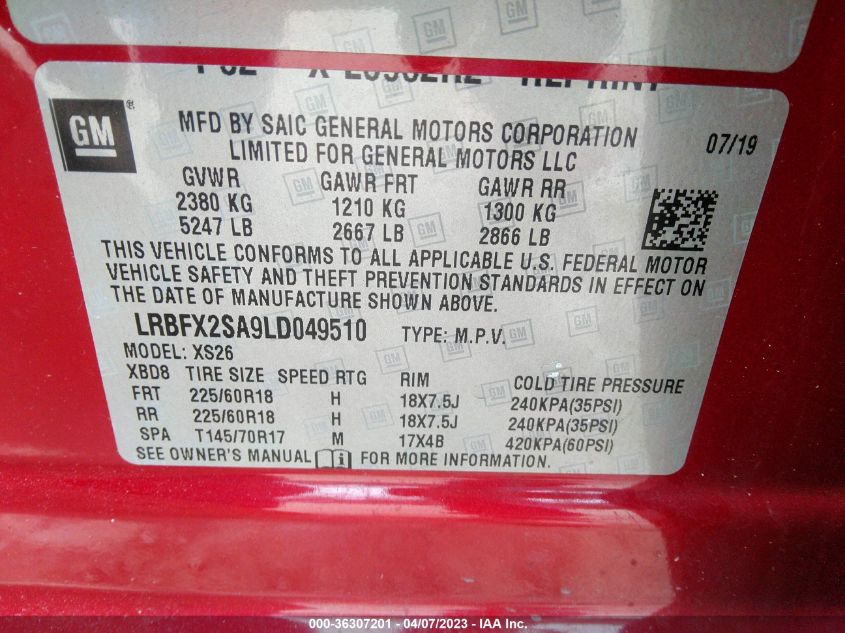 GM
REPRINT
GM ®
MFD BY SAIC GENERAL MOTORS CORPORATION
LIMITED FOR GENERAL MOTORS LLC
07/19
GVWR GAWR FRT GAWR RR
2380 KG 1210 KG 1300 KG
5247 LB 2667 LB 2866 LB
THIS VEHICLE CONFORMS TO ALL APPLICABLE U.S. FEDERAL MOTOR
VEHICLE SAFETY AND THEFT PREVENTION STANDARDS IN EFFECT ON
THE DATE OF MANUFACTURE SHOWN ABOVE.
LRBFX2SA9LD049510 TYPE: M.P.V.
MODEL: XS26
XBD8 TIRE SIZE SPEED RTG RIM COLD TIRE PRESSURE
FRT 225/60R18 H 18X7.5J 240KPA(35PSI)
RR 225/60R18 H 18X7.5J 240KPA(35PSI)
SPA T145/70R17 M 17X4B 420KPA(60PSI)
SEE OWNER'S MANUAL i FOR MORE INFORMATION.
000-36307201 - 04/07/2023 - IAA Inc.